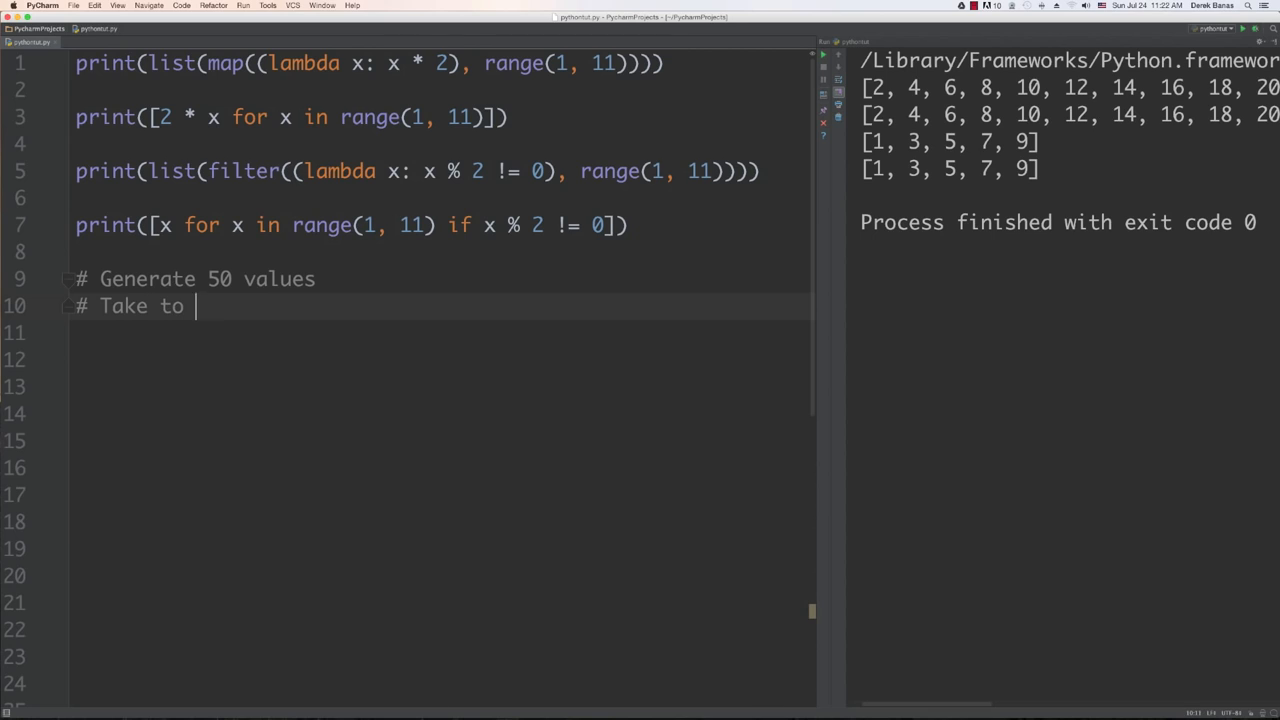 PyCharm File Edit View Navigate Code Refactor Run Tools VCS Window Help
10
Sun Jul 24 11:22 AM Derek Banas
pythontut.py - PycharmProjects - [~/PycharmProjects]
PycharmProjects pythontut.py
pythontut
pythontut.py
Run: pythontut
1 print(list(map((lambda x: x * 2), range(1, 11))))
2
3 print([2 * x for x in range(1, 11)])
4
5 print(list(filter((lambda x: x % 2 != 0), range(1, 11))))
6
7 print([x for x in range(1, 11) if x % 2 != 0])
8
9 # Generate 50 values
10 # Take to
11
12
13
14
15
16
17
18
19
20
21
22
23
24
/Library/Frameworks/Python.framewor
[2, 4, 6, 8, 10, 12, 14, 16, 18, 20
[2, 4, 6, 8, 10, 12, 14, 16, 18, 20
[1, 3, 5, 7, 9]
[1, 3, 5, 7, 9]
Process finished with exit code 0
10:11 LF÷ UTF-8÷